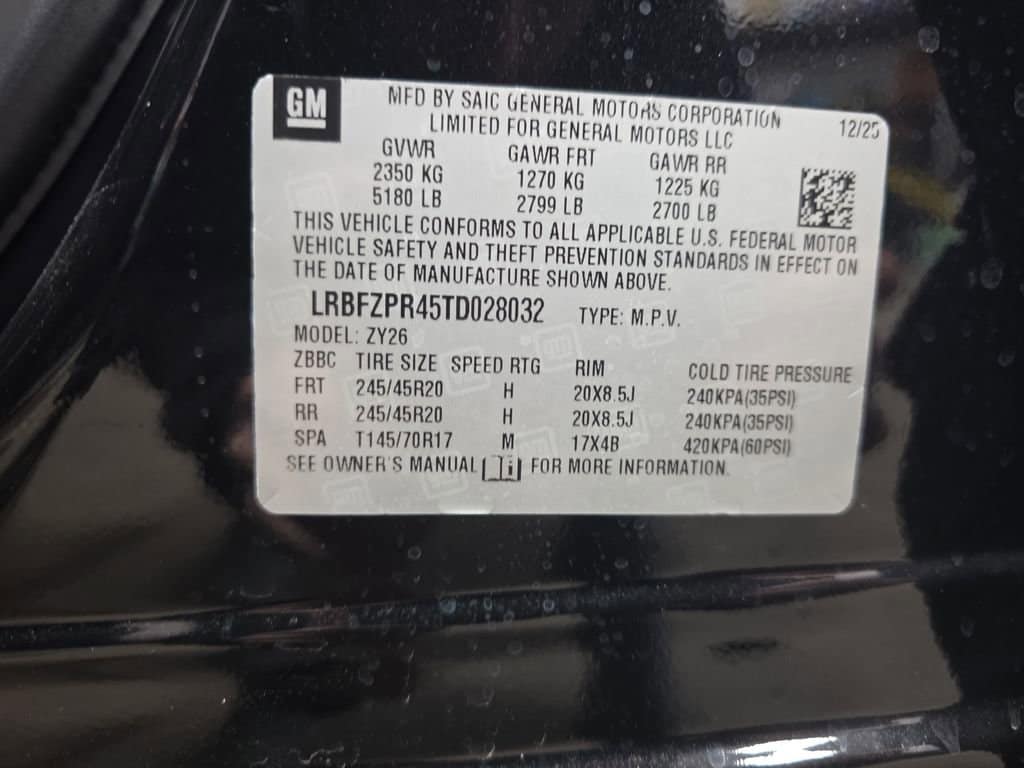 GM
MFD BY SAIC GENERAL MOTORS CORPORATION
LIMITED FOR GENERAL MOTORS LLC
12/25
GVWR GAWR FRT GAWR RR
2350 KG 1270 KG 1225 KG
5180 LB 2799 LB 2700 LB
THIS VEHICLE CONFORMS TO ALL APPLICABLE U.S. FEDERAL MOTOR
VEHICLE SAFETY AND THEFT PREVENTION STANDARDS IN EFFECT ON
THE DATE OF MANUFACTURE SHOWN ABOVE.
LRBFZPR45TD028032 TYPE: M.P.V.
MODEL: ZY26
ZBBC TIRE SIZE SPEED RTG RIM COLD TIRE PRESSURE
FRT 245/45R20 H 20X8.5J 240KPA(35PSI)
RR 245/45R20 H 20X8.5J 240KPA(35PSI)
SPA T145/70R17 M 17X4B 420KPA(60PSI)
SEE OWNER'S MANUAL FOR MORE INFORMATION.